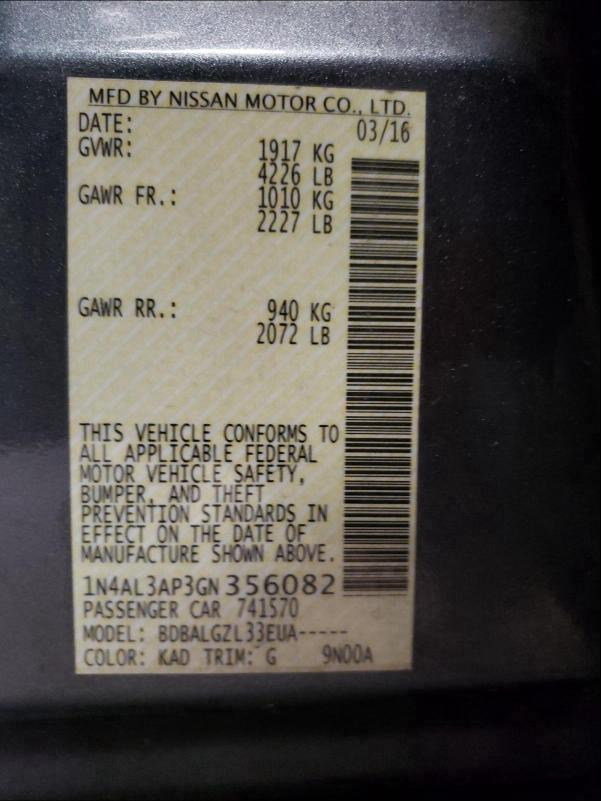 MFD BY NISSAN MOTOR CO., LTD.
DATE: 03/16
GVWR: 1917 KG
4226 LB
GAWR FR.: 1010 KG
2227 LB
GAWR RR.: 940 KG
2072 LB
THIS VEHICLE CONFORMS TO
ALL APPLICABLE FEDERAL
MOTOR VEHICLE SAFETY,
BUMPER, AND THEFT
PREVENTION STANDARDS IN
EFFECT ON THE DATE OF
MANUFACTURE SHOWN ABOVE.
1N4AL3AP3GN 356082
PASSENGER CAR 741570
MODEL: BDBALGZL33EUA-----
COLOR: KAD TRIM: G 9N00A